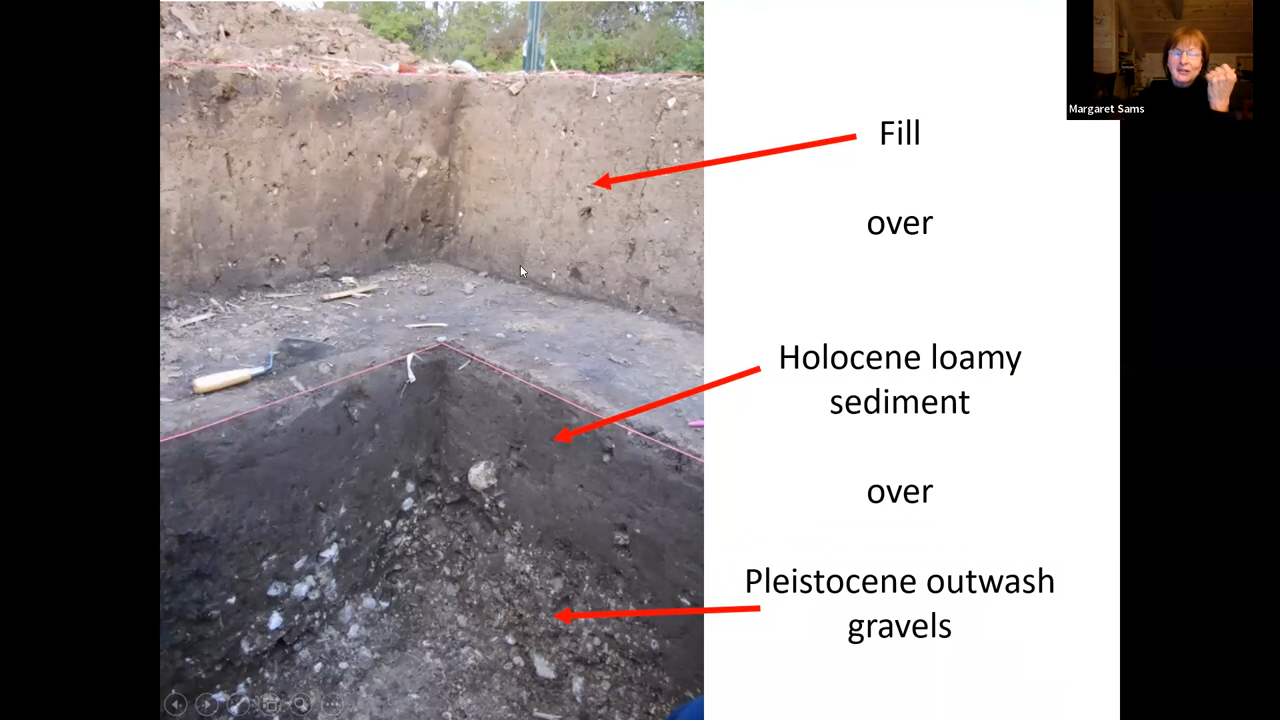 Margaret Sams
Fill
over
Holocene loamy
sediment
over
Pleistocene outwash
gravels